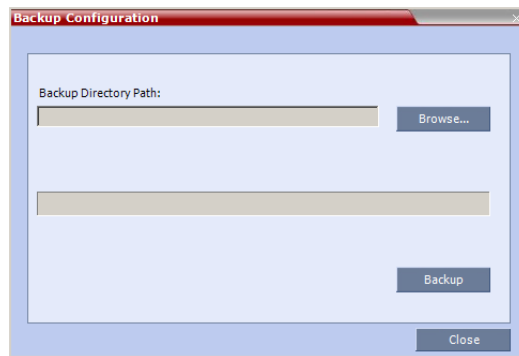 Backup Configuration
Backup Directory Path:
Browse...
Backup
Close